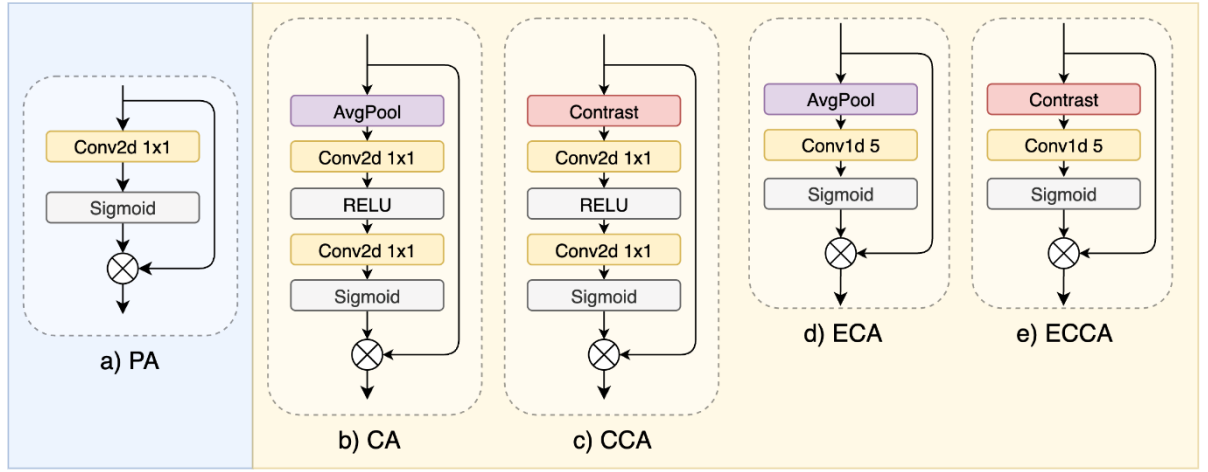 Conv2d 1x1
Sigmoid
a) PA
AvgPool
Conv2d 1x1
RELU
Conv2d 1x1
Sigmoid
b) CA
Contrast
Conv2d 1x1
RELU
Conv2d 1x1
Sigmoid
c) CCA
AvgPool
Conv1d 5
Sigmoid
d) ECA
Contrast
Conv1d 5
Sigmoid
e) ECCA